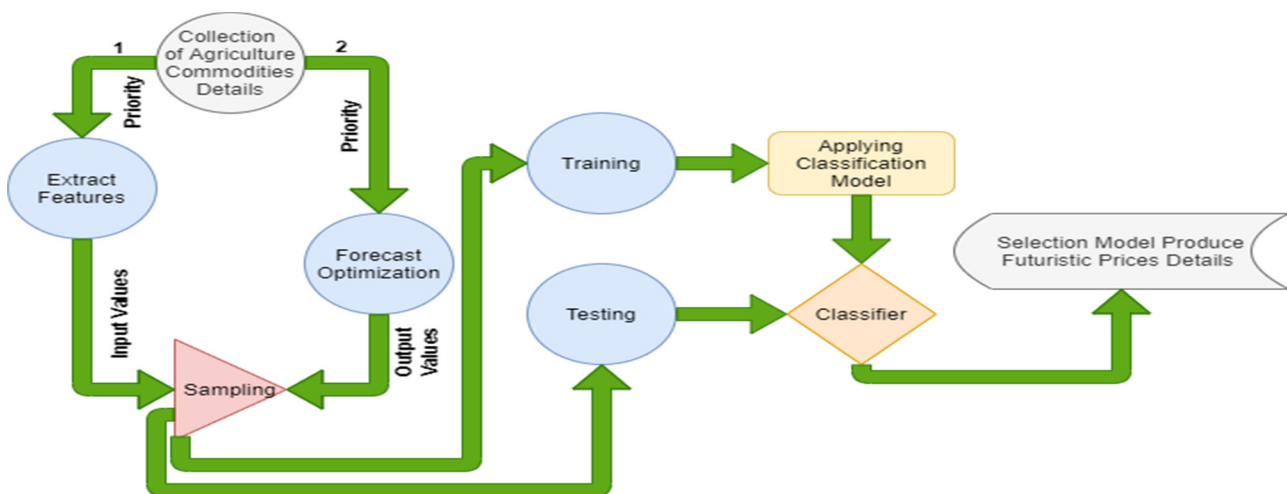 1
Collection
of Agriculture
Commodities
Details
2
Priority
Priority
Extract
Features
Forecast
Optimization
Input Values
Output
Values
Sampling
Training
Applying
Classification
Model
Testing
Classifier
Selection Model Produce
Futuristic Prices Details